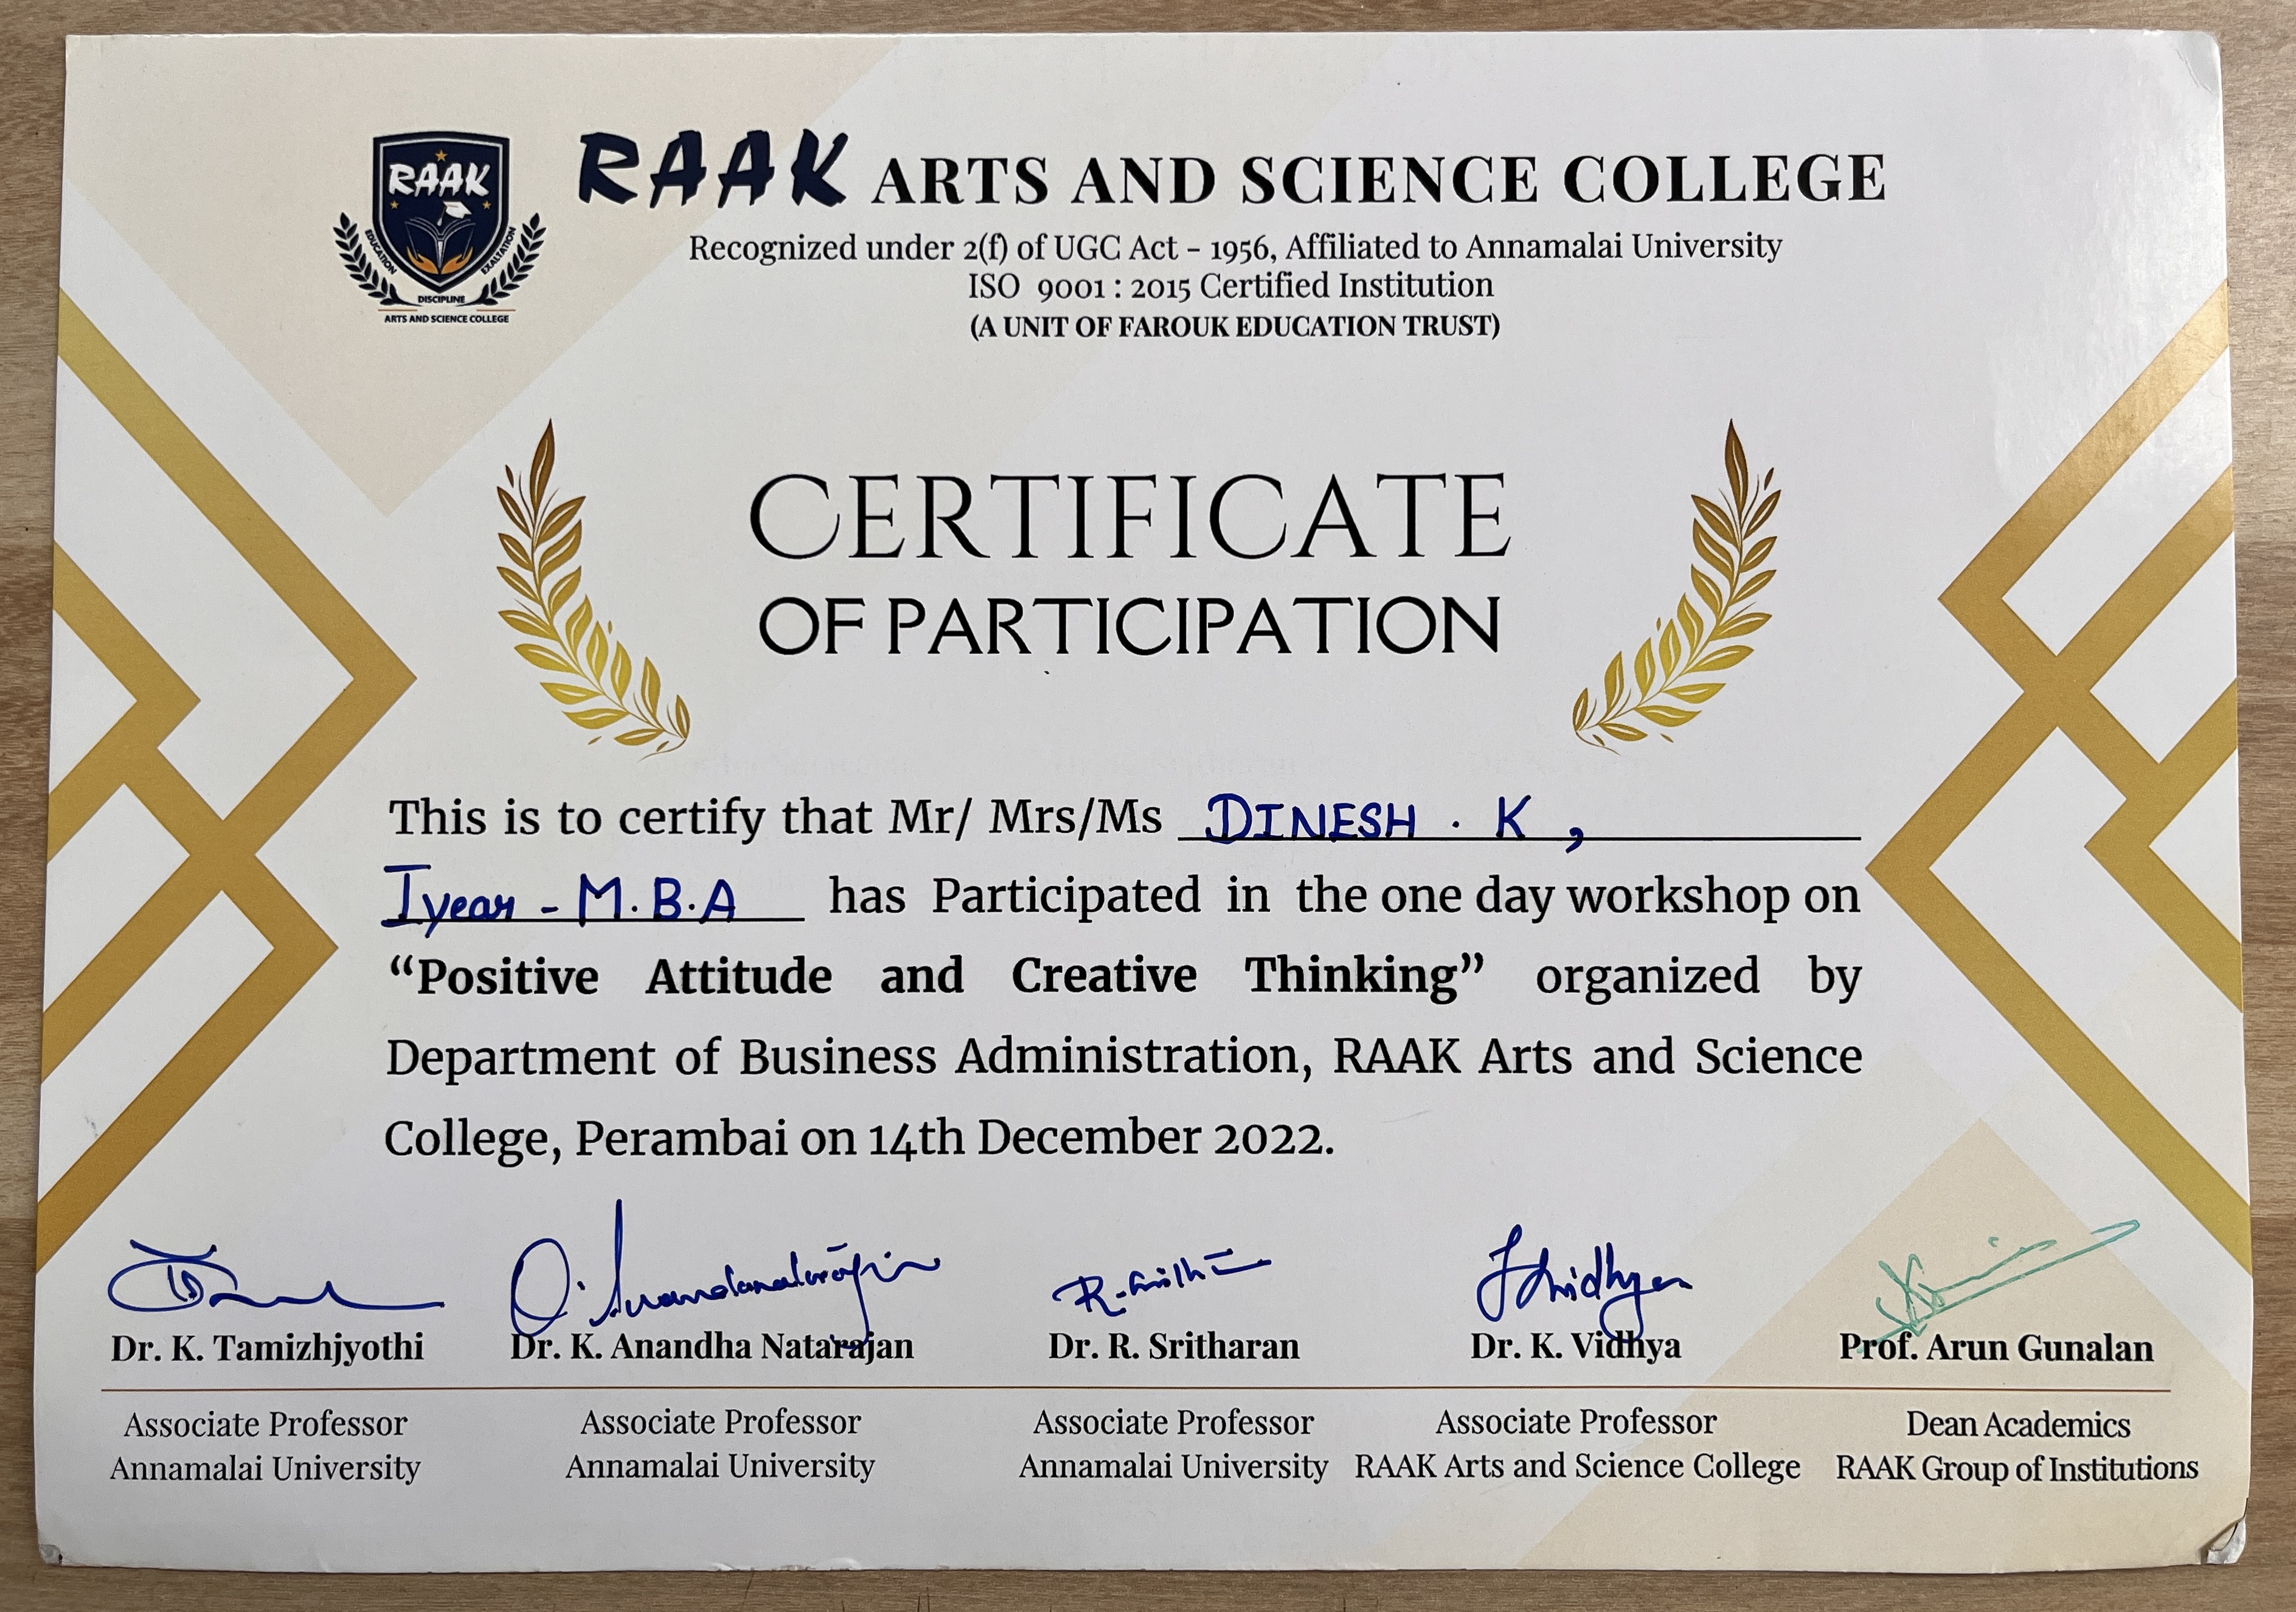 RAAK
EDUCATION
DISCIPLINE
EXALTATION
ARTS AND SCIENCE COLLEGE
RAAK ARTS AND SCIENCE COLLEGE
Recognized under 2(f) of UGC Act - 1956, Affiliated to Annamalai University
ISO 9001 : 2015 Certified Institution
(A UNIT OF FAROUK EDUCATION TRUST)
CERTIFICATE
OF PARTICIPATION
This is to certify that Mr/ Mrs/Ms DINESH . K ,
I year - M.B.A has Participated in the one day workshop on
“Positive Attitude and Creative Thinking” organized by
Department of Business Administration, RAAK Arts and Science
College, Perambai on 14th December 2022.
Dr. K. Tamizhjyothi Dr. K. Anandha Natarajan Dr. R. Sritharan Dr. K. Vidhya Prof. Arun Gunalan
Associate Professor Associate Professor Associate Professor Associate Professor Dean Academics
Annamalai University Annamalai University Annamalai University RAAK Arts and Science College RAAK Group of Institutions